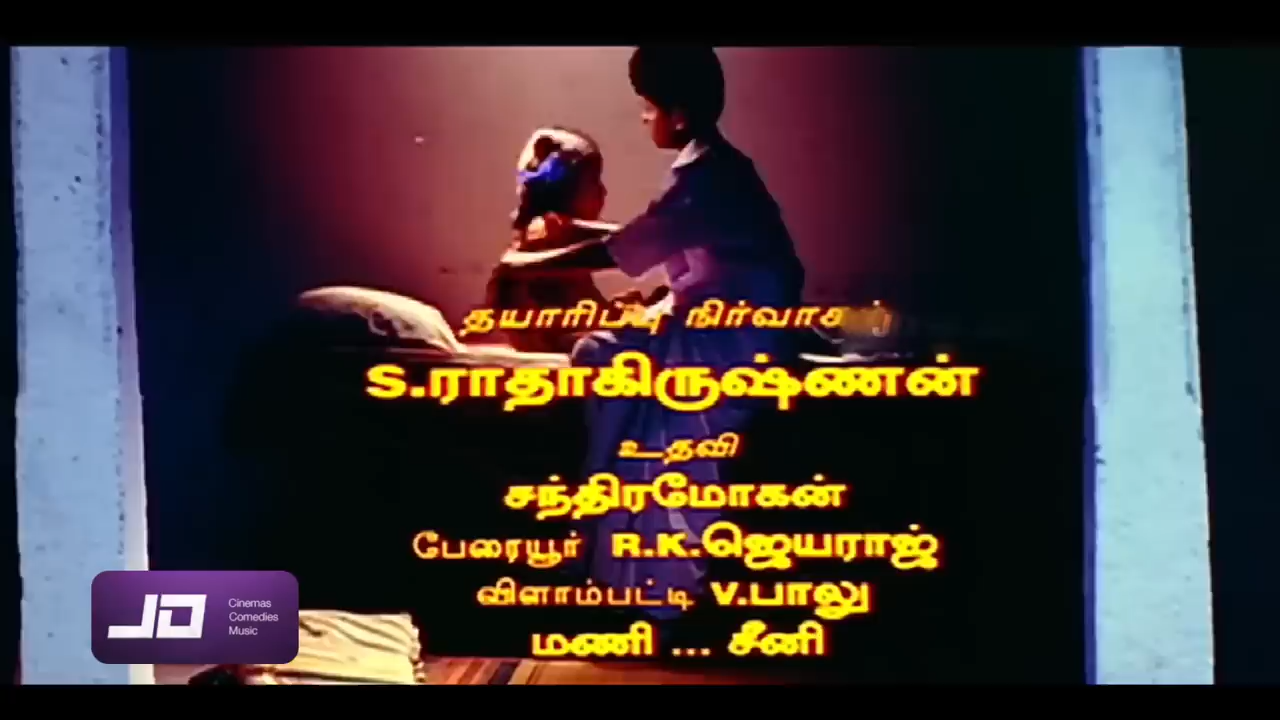 தயாரிப்பு நிர்வாகம்
S.ராதாகிருஷ்ணன்
உதவி
சந்திரமோகன்
பேரையூர் R.K.ஜெயராஜ்
விளாம்பட்டி V.பாலு
மணி ... சீனி
JD
Cinemas
Comedies
Music